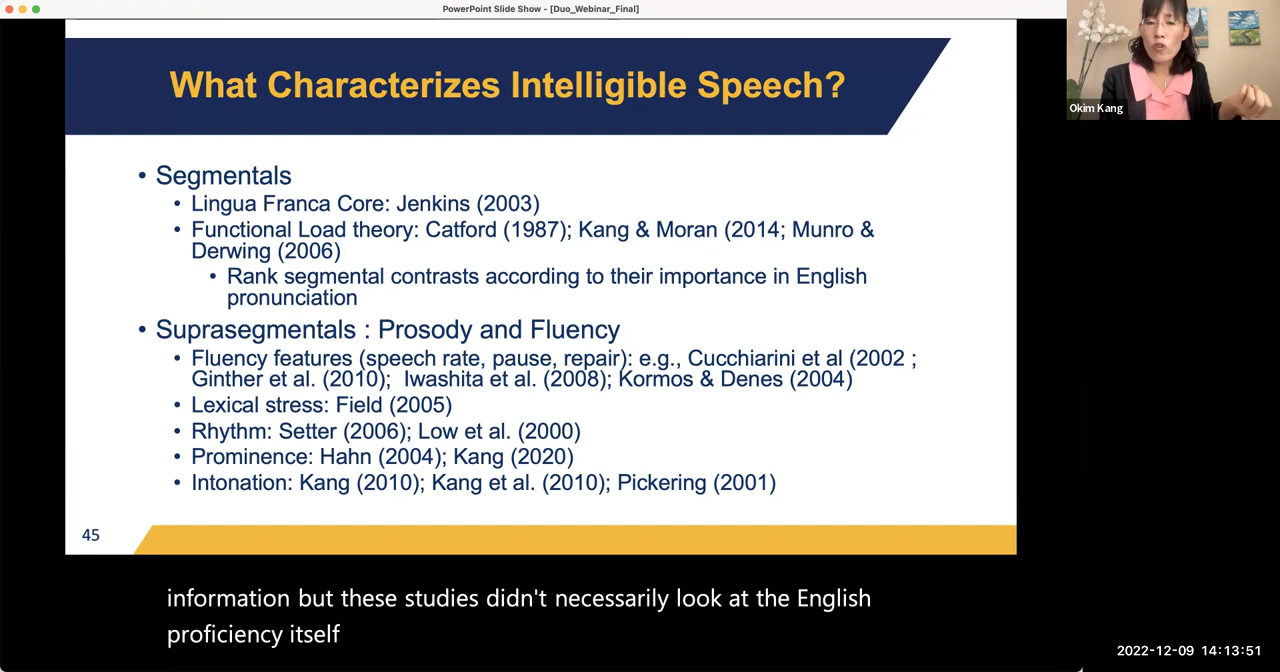 PowerPoint Slide Show - [Duo_Webinar_Final]
What Characterizes Intelligible Speech?
Okim Kang
• Segmentals
• Lingua Franca Core: Jenkins (2003)
• Functional Load theory: Catford (1987); Kang & Moran (2014; Munro &
Derwing (2006)
• Rank segmental contrasts according to their importance in English
pronunciation
• Suprasegmentals : Prosody and Fluency
• Fluency features (speech rate, pause, repair): e.g., Cucchiarini et al (2002 ;
Ginther et al. (2010); Iwashita et al. (2008); Kormos & Denes (2004)
• Lexical stress: Field (2005)
• Rhythm: Setter (2006); Low et al. (2000)
• Prominence: Hahn (2004); Kang (2020)
• Intonation: Kang (2010); Kang et al. (2010); Pickering (2001)
45
information but these studies didn't necessarily look at the English
proficiency itself
2022-12-09 14:13:51